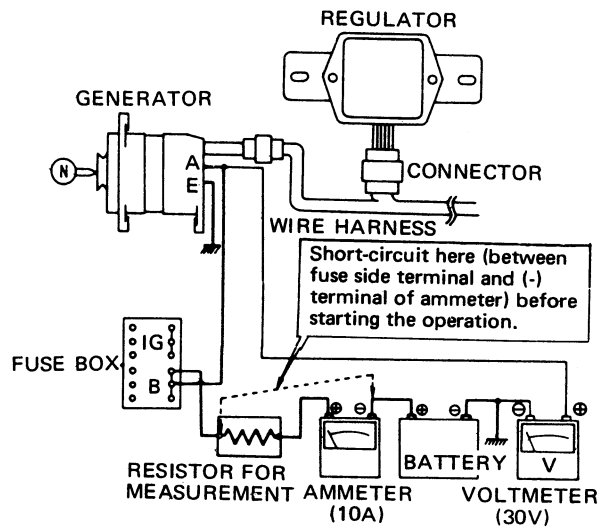 REGULATOR
GENERATOR
N
A
E
CONNECTOR
WIRE HARNESS
Short-circuit here (between
fuse side terminal and (-)
terminal of ammeter) before
starting the operation.
FUSE BOX
IG
B
⊕ ⊖ ⊕ ⊖ ⊖ ⊕
BATTERY
V
RESISTOR FOR
MEASUREMENT
AMMETER
(10A)
VOLTMETER
(30V)